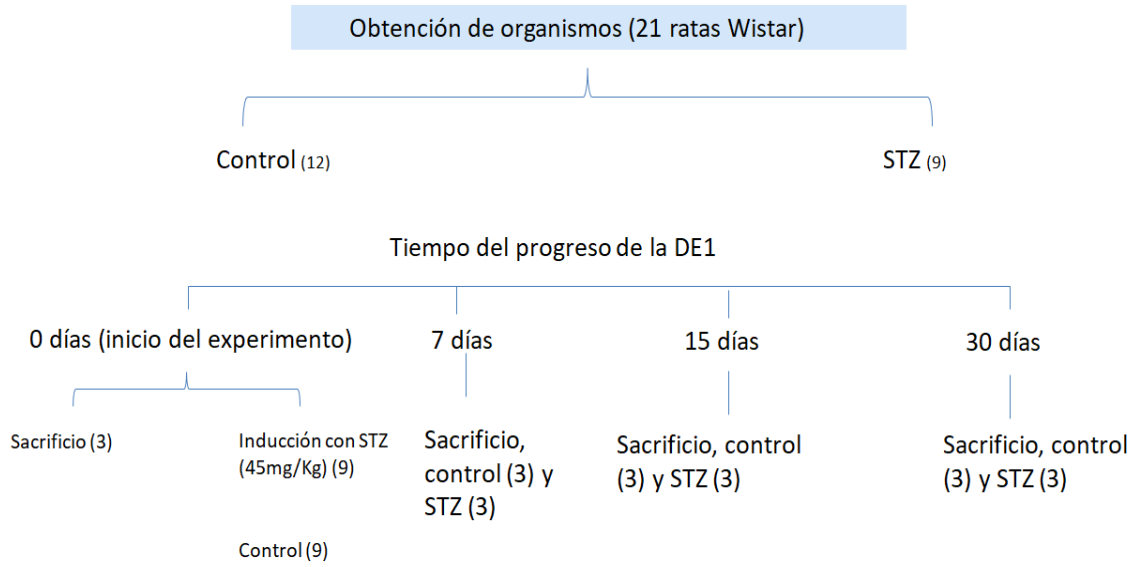 Obtención de organismos (21 ratas Wistar)
Control (12)
STZ (9)
Tiempo del progreso de la DE1
0 días (inicio del experimento)
7 días
15 días
30 días
Sacrificio (3)
Inducción con STZ
(45mg/Kg) (9)
Control (9)
Sacrificio,
control (3) y
STZ (3)
Sacrificio, control
(3) y STZ (3)
Sacrificio, control
(3) y STZ (3)